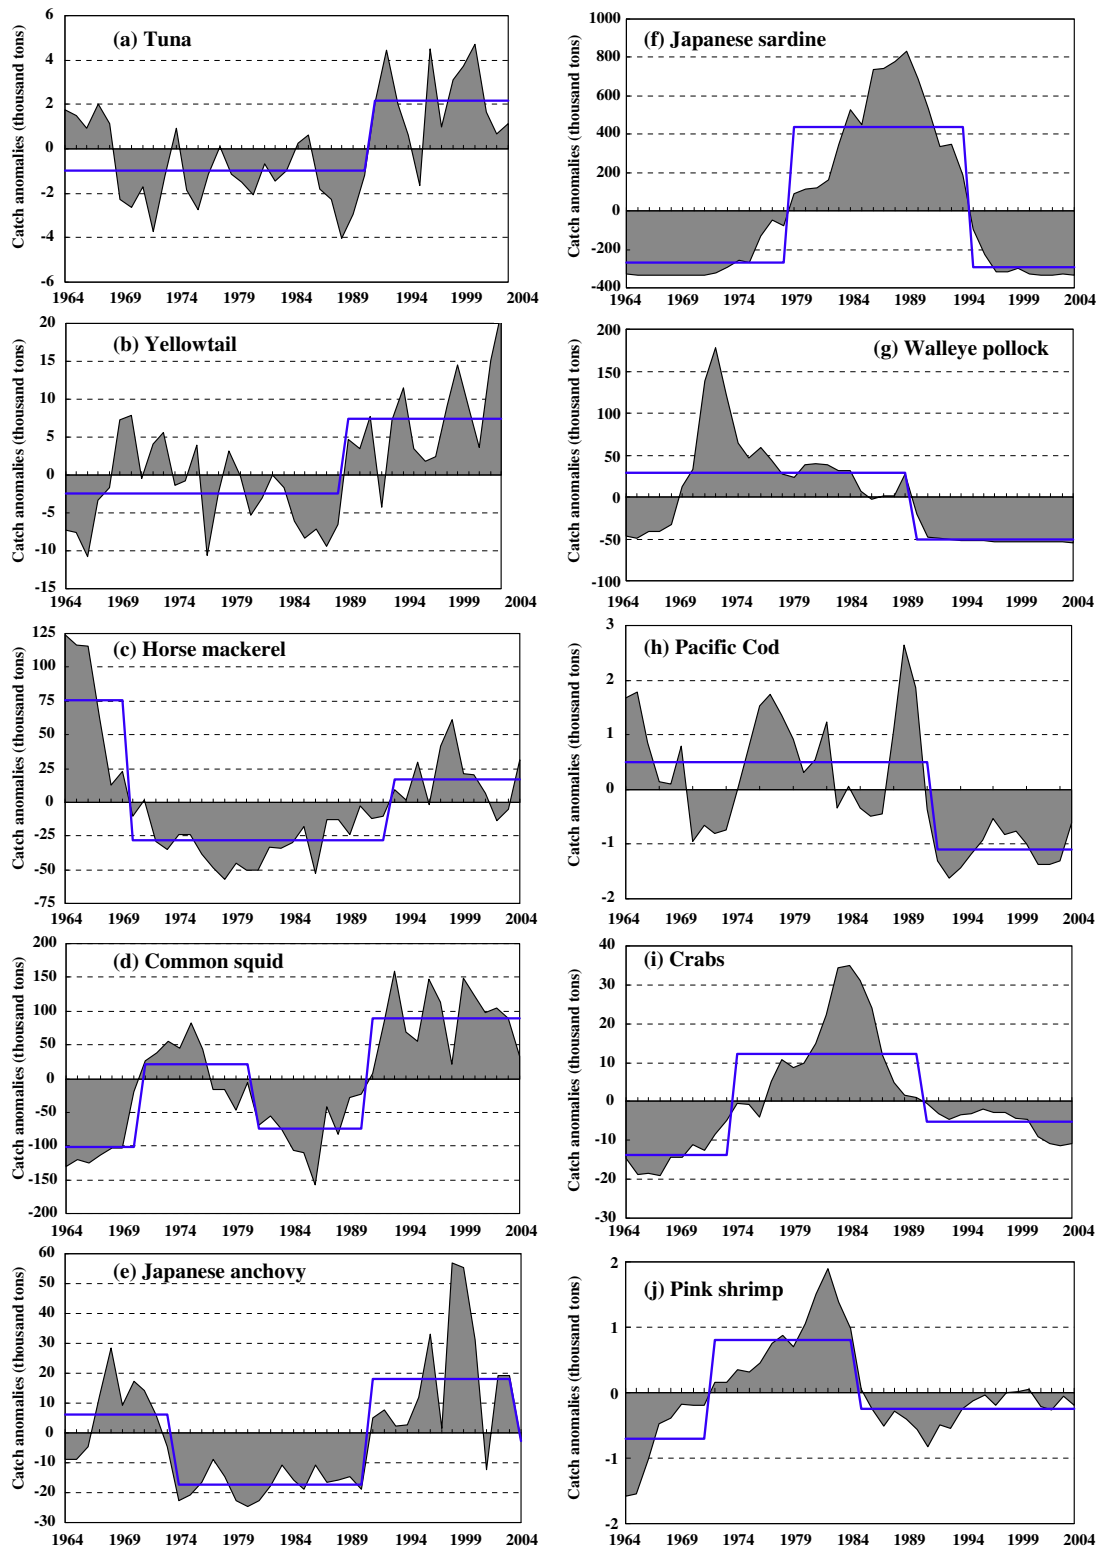 (a) Tuna
Catch anomalies (thousand tons)
6
4
2
0
-2
-4
-6
1964 1969 1974 1979 1984 1989 1994 1999 2004
(b) Yellowtail
Catch anomalies (thousand tons)
20
15
10
5
0
-5
-10
-15
1964 1969 1974 1979 1984 1989 1994 1999 2004
(c) Horse mackerel
Catch anomalies (thousand tons)
125
100
75
50
25
0
-25
-50
-75
1964 1969 1974 1979 1984 1989 1994 1999 2004
(d) Common squid
Catch anomalies (thousand tons)
200
150
100
50
0
-50
-100
-150
-200
1964 1969 1974 1979 1984 1989 1994 1999 2004
(e) Japanese anchovy
Catch anomalies (thousand tons)
60
50
40
30
20
10
0
-10
-20
-30
1964 1969 1974 1979 1984 1989 1994 1999 2004
(f) Japanese sardine
Catch anomalies (thousand tons)
1000
800
600
400
200
0
-200
-400
1964 1969 1974 1979 1984 1989 1994 1999 2004
(g) Walleye pollock
Catch anomalies (thousand tons)
200
150
100
50
0
-50
-100
1964 1969 1974 1979 1984 1989 1994 1999 2004
(h) Pacific Cod
Catch anomalies (thousand tons)
3
2
1
0
-1
-2
1964 1969 1974 1979 1984 1989 1994 1999 2004
(i) Crabs
Catch anomalies (thousand tons)
40
30
20
10
0
-10
-20
-30
1964 1969 1974 1979 1984 1989 1994 1999 2004
(j) Pink shrimp
Catch anomalies (thousand tons)
2
1
0
-1
-2
1964 1969 1974 1979 1984 1989 1994 1999 2004